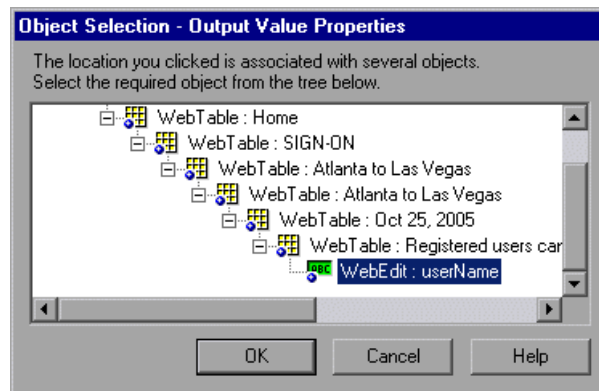 Object Selection - Output Value Properties
The location you clicked is associated with several objects.
Select the required object from the tree below.
WebTable : Home
WebTable : SIGN-ON
WebTable : Atlanta to Las Vegas
WebTable : Atlanta to Las Vegas
WebTable : Oct 25, 2005
WebTable : Registered users car
ABC WebEdit : userName
OK Cancel Help